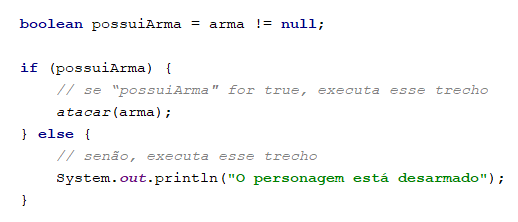 boolean possuiArma = arma != null;
if (possuiArma) {
// se "possuiArma" for true, executa esse trecho
atacar(arma);
} else {
// senão, executa esse trecho
System.out.println("O personagem está desarmado");
}